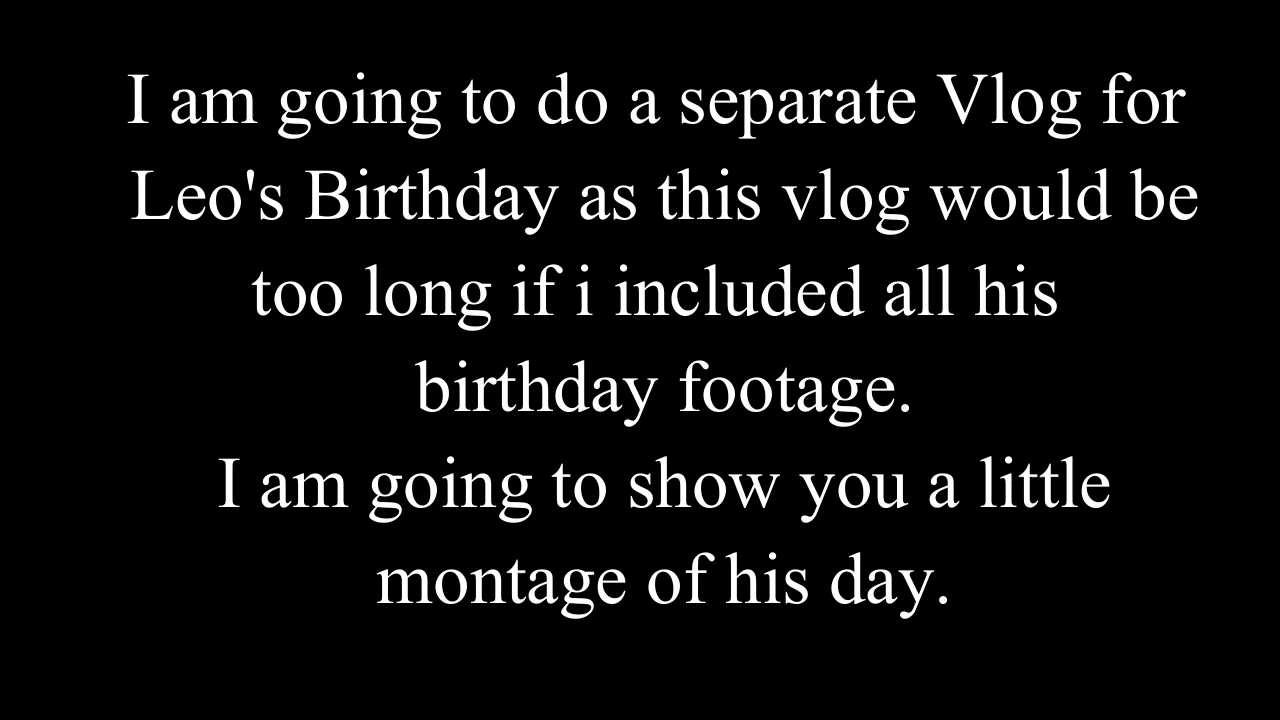 I am going to do a separate Vlog for
Leo's Birthday as this vlog would be
too long if i included all his
birthday footage.
I am going to show you a little
montage of his day.